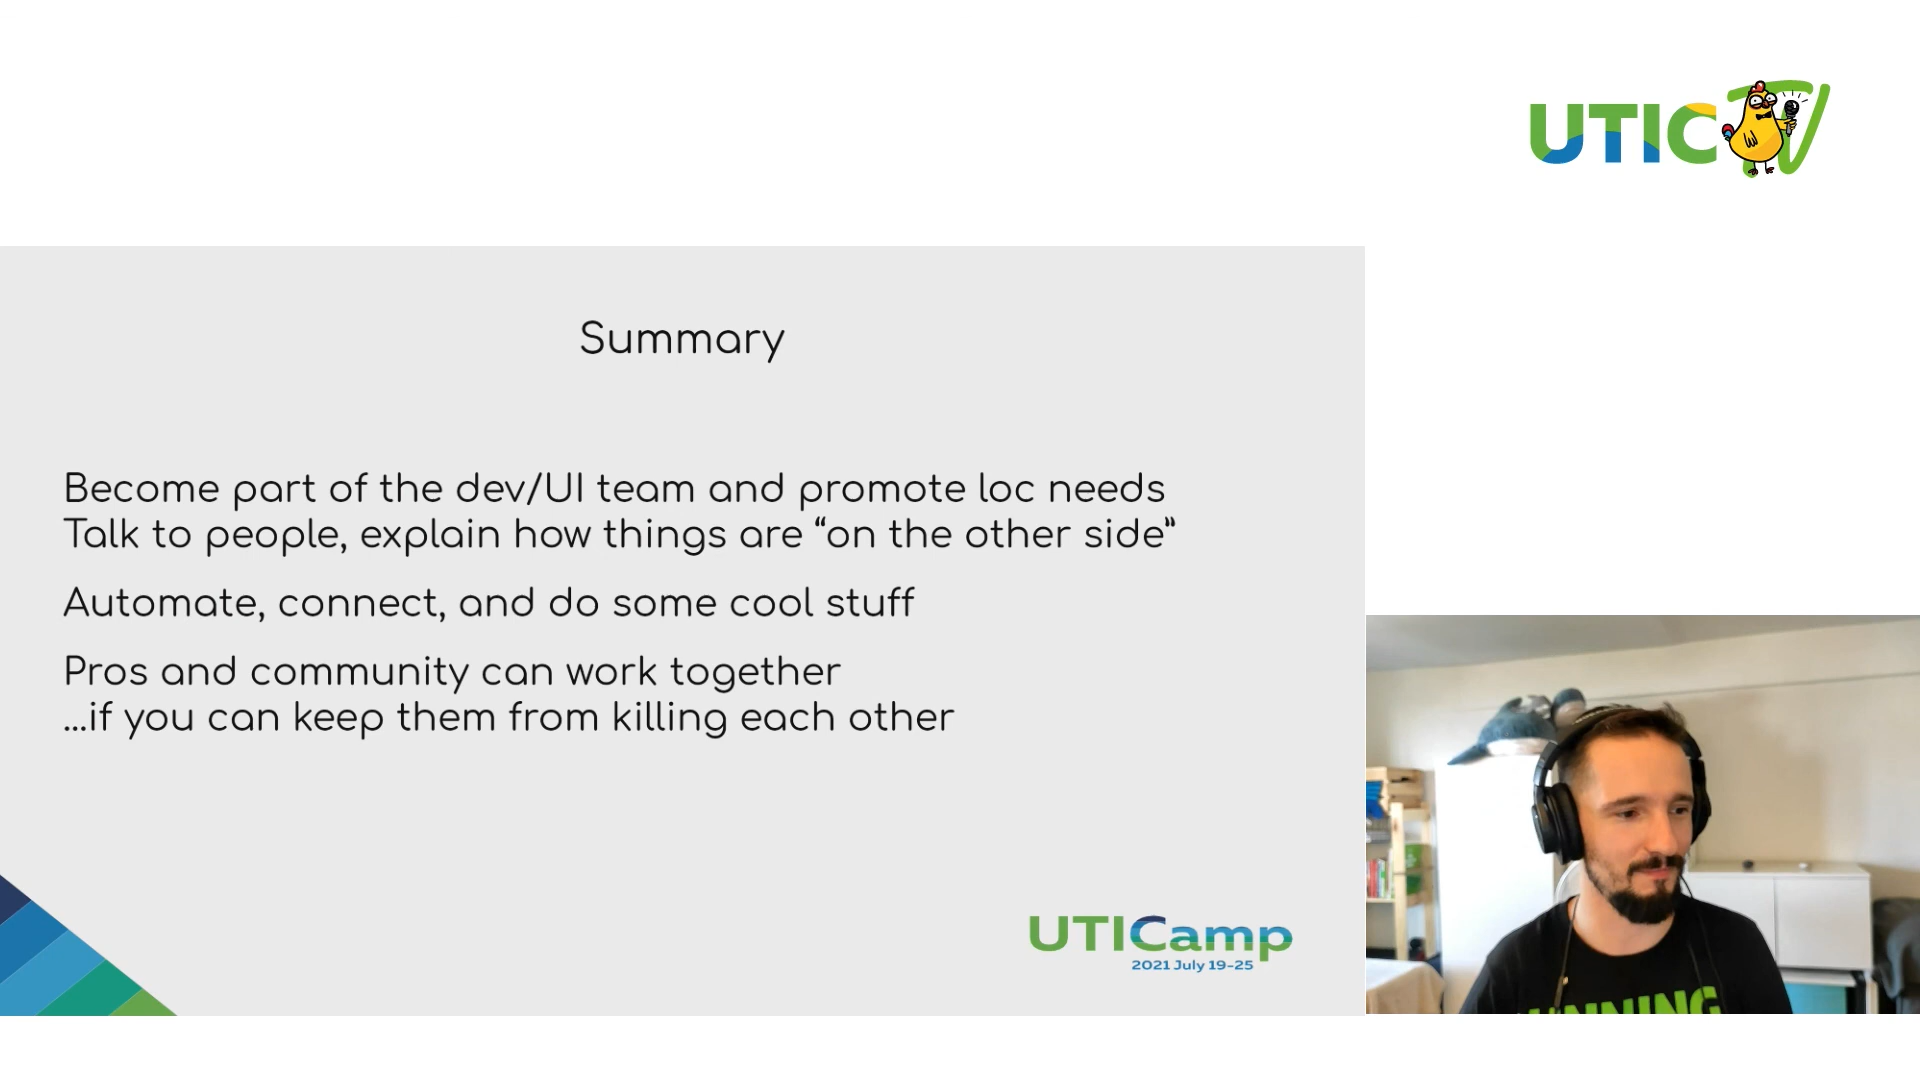 UTIC TV
Summary
Become part of the dev/UI team and promote loc needs
Talk to people, explain how things are “on the other side”
Automate, connect, and do some cool stuff
Pros and community can work together
...if you can keep them from killing each other
UTICamp
2021 July 19-25